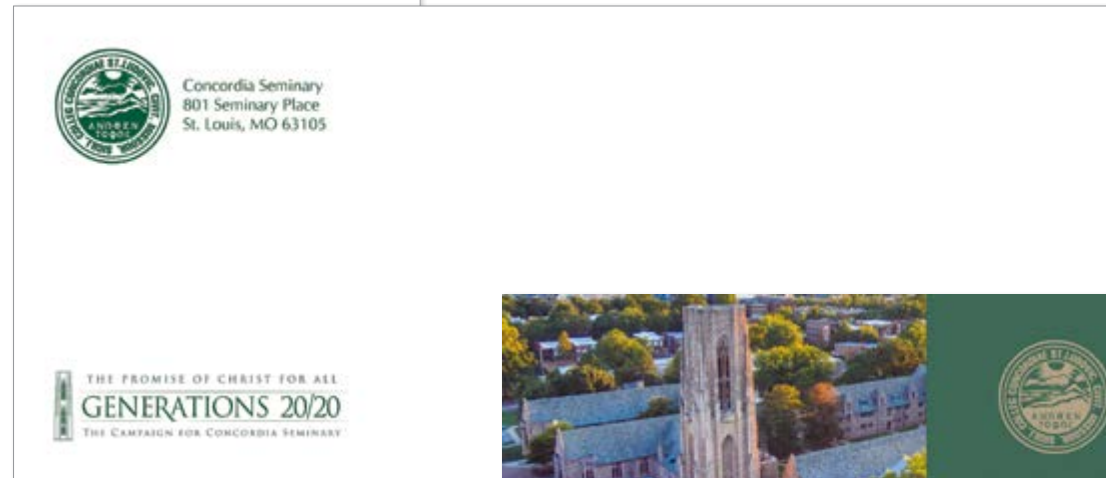 Concordia Seminary
801 Seminary Place
St. Louis, MO 63105
THE PROMISE OF CHRIST FOR ALL
GENERATIONS 20/20
THE CAMPAIGN FOR CONCORDIA SEMINARY